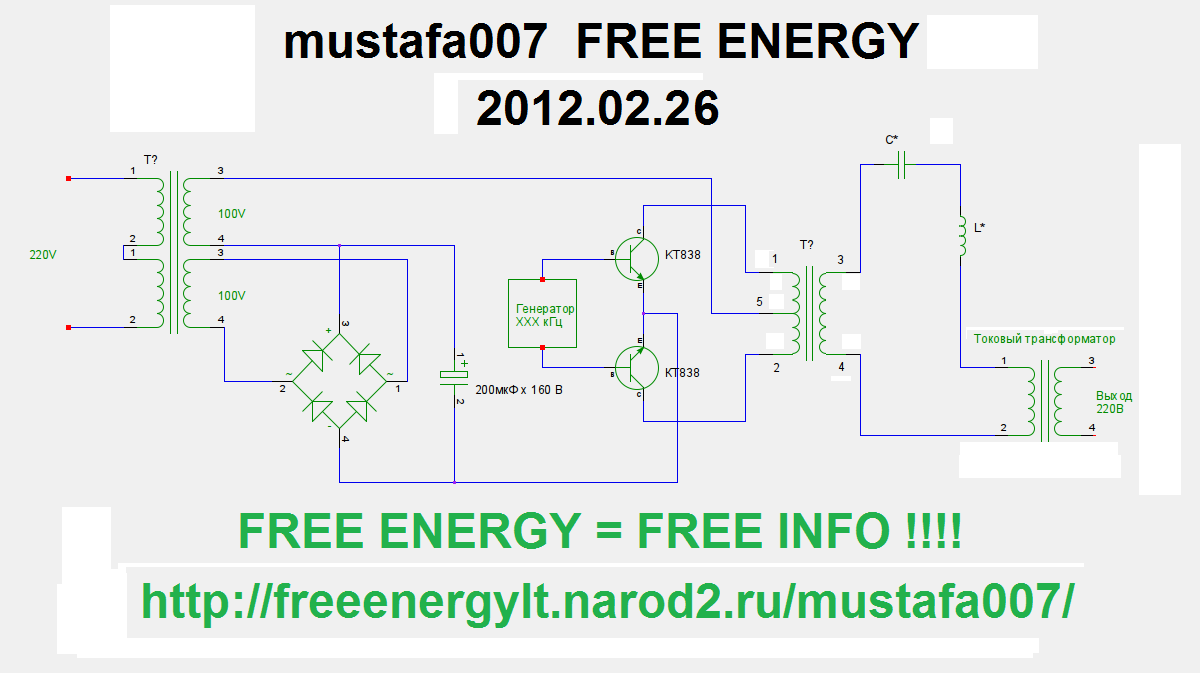 mustafa007 FREE ENERGY
2012.02.26
C*
T?
1
3
100V
L*
2
4
220V
1
3
C
B
KT838
E
T?
1
3
100V
5
Генератор
XXX кГц
2
4
+
3
~
~
2
1
-
4
1
+
200мкФ x 160 В
2
E
B
KT838
C
2
4
Токовый трансформатор
1
3
Выход
220В
2
4
FREE ENERGY = FREE INFO !!!!
http://freeenergylt.narod2.ru/mustafa007/